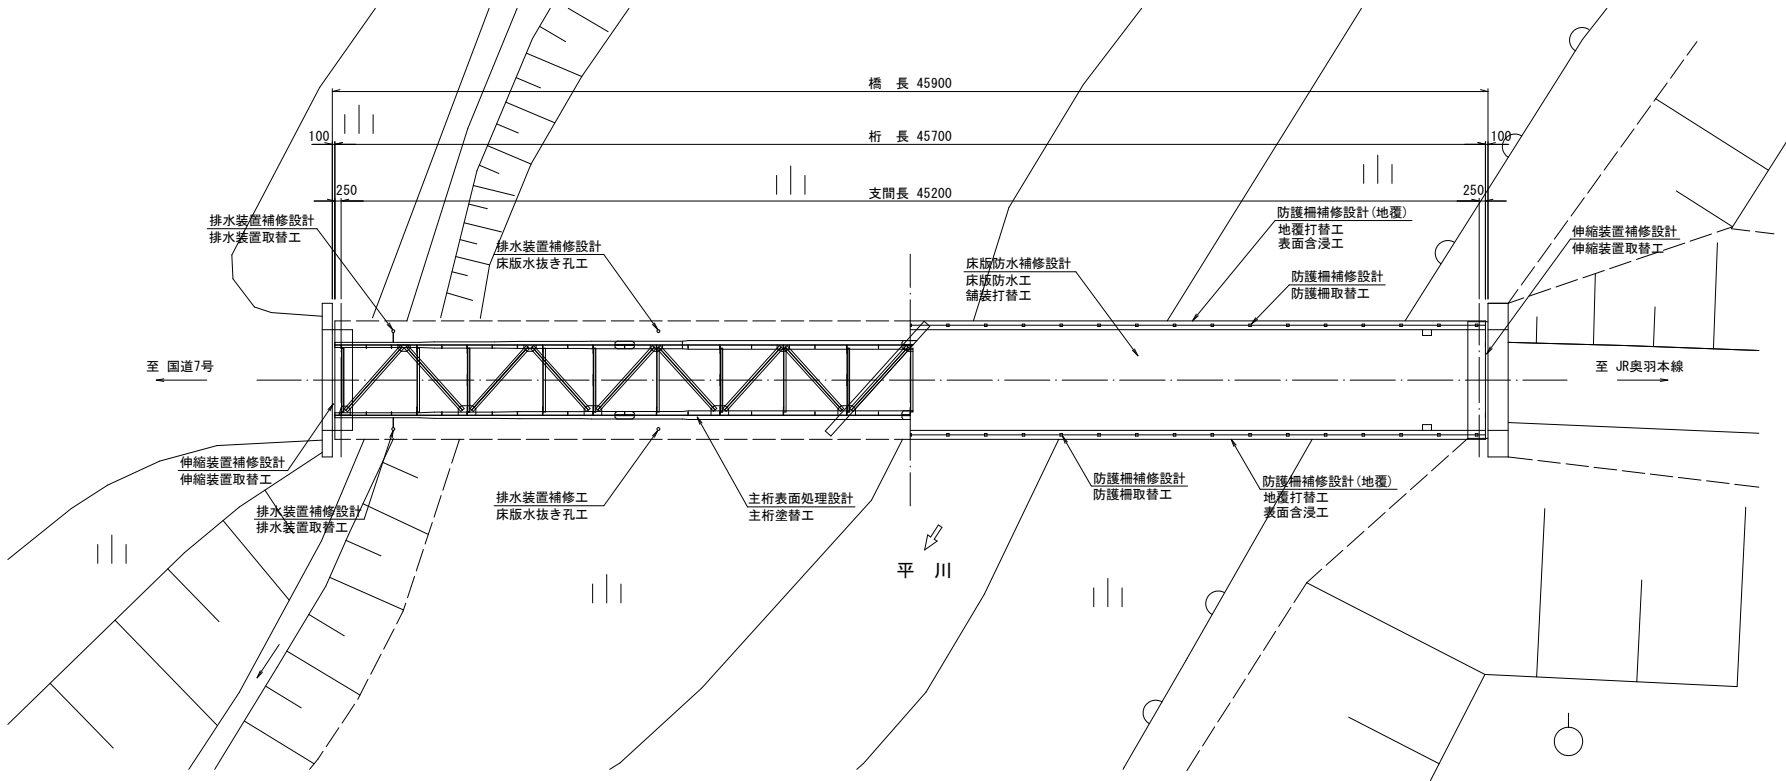 橋 長 45900
100
桁 長 45700
100
250
支間長 45200
250
排水装置補修設計
排水装置取替工
排水装置補修設計
床版水抜き孔工
床版防水補修設計
床版防水工
舗装打替工
防護柵補修設計(地覆)
地覆打替工
表面含浸工
防護柵補修設計
防護柵取替工
伸縮装置補修設計
伸縮装置取替工
至 国道7号
至 JR奥羽本線
伸縮装置補修設計
伸縮装置取替工
排水装置補修設計
排水装置取替工
排水装置補修工
床版水抜き孔工
主桁表面処理設計
主桁塗替工
防護柵補修設計
防護柵取替工
防護柵補修設計(地覆)
地覆打替工
表面含浸工
平 川